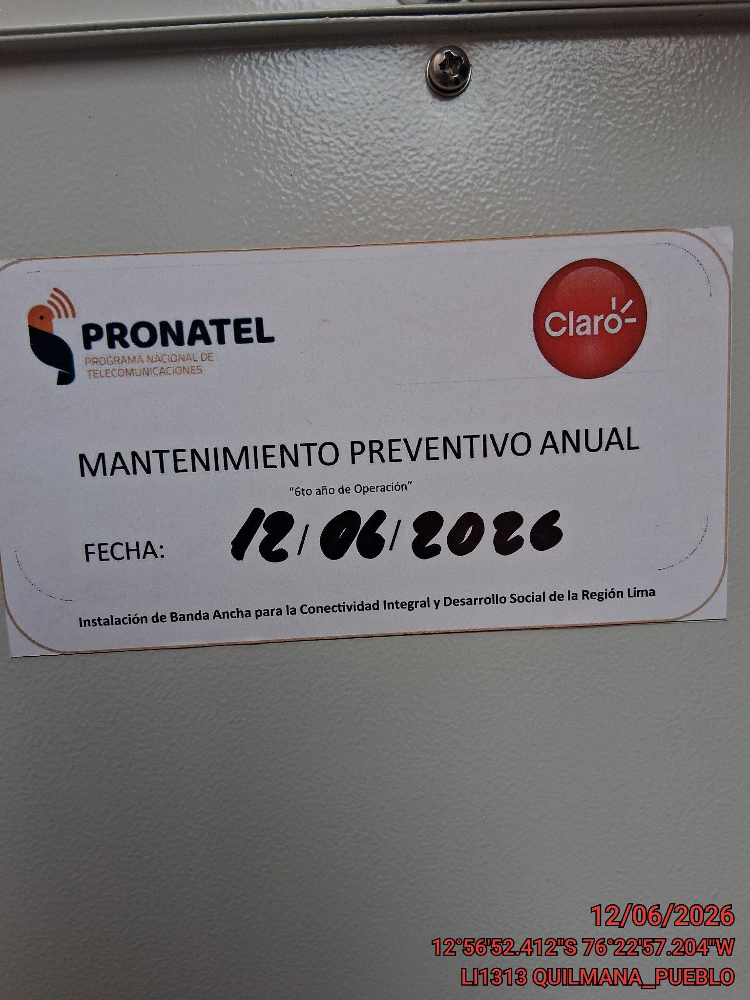 PRONATEL
PROGRAMA NACIONAL DE
TELECOMUNICACIONES
Claro
MANTENIMIENTO PREVENTIVO ANUAL
“6to año de Operación”
FECHA: 12/06/2026
Instalación de Banda Ancha para la Conectividad Integral y Desarrollo Social de la Región Lima
12/06/2026
12°56'52.412"S 76°22'57.204"W
LI1313 QUILMANA_PUEBLO